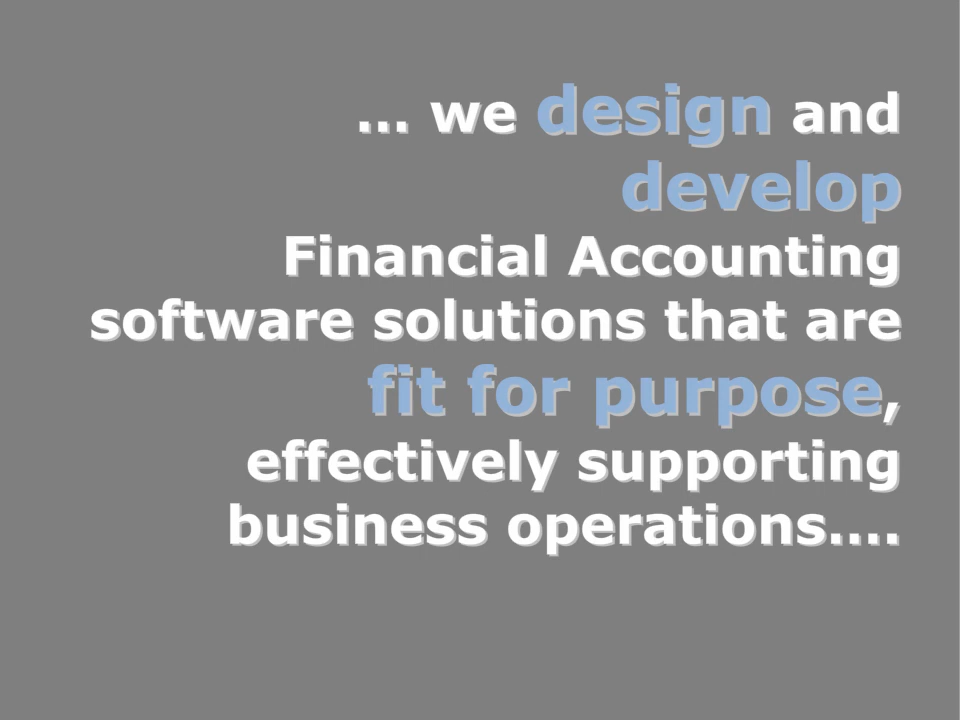 ... we design and
develop
Financial Accounting
software solutions that are
fit for purpose,
effectively supporting
business operations....